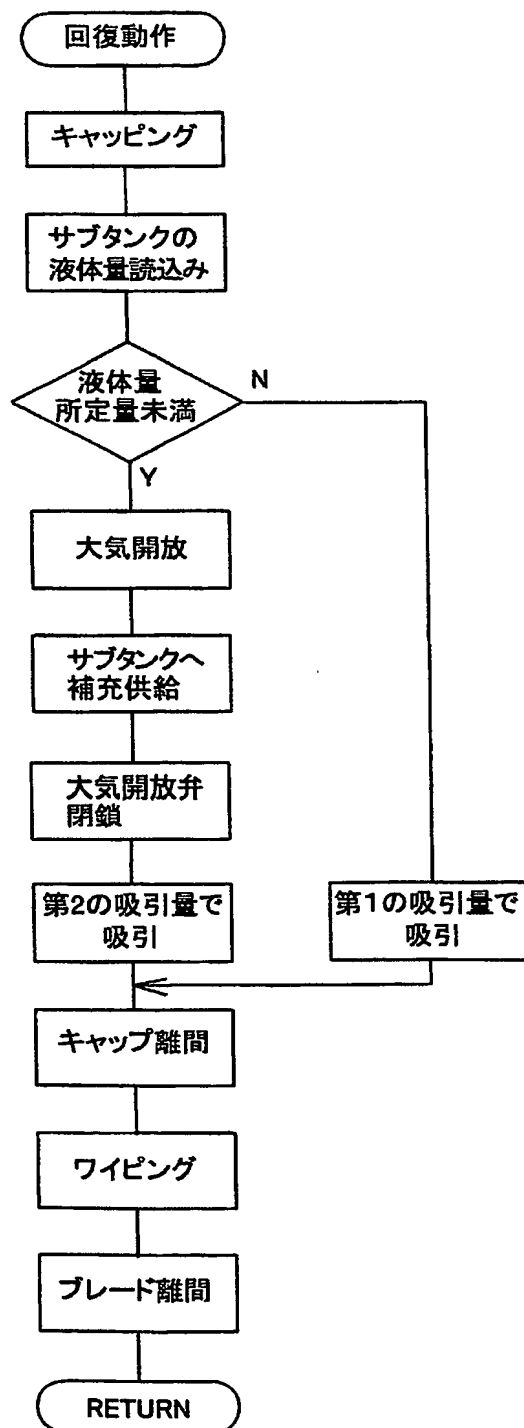 回復動作
キャッピング
サブタンクの
液体量読込み
液体量
所定量未満
N
Y
大気開放
サブタンクへ
補充供給
大気開放弁
閉鎖
第2の吸引量で
吸引
第1の吸引量で
吸引
キャップ離間
ワイピング
ブレード離間
RETURN